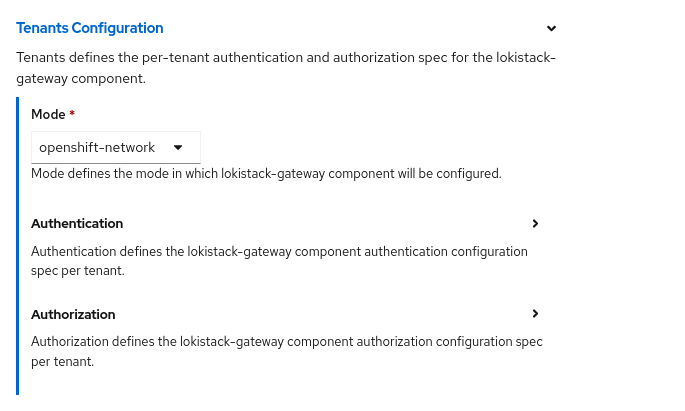 Tenants Configuration
Tenants defines the per-tenant authentication and authorization spec for the lokistack-
gateway component.
Mode *
openshift-network
Mode defines the mode in which lokistack-gateway component will be configured.
Authentication
Authentication defines the lokistack-gateway component authentication configuration
spec per tenant.
Authorization
Authorization defines the lokistack-gateway component authorization configuration spec
per tenant.